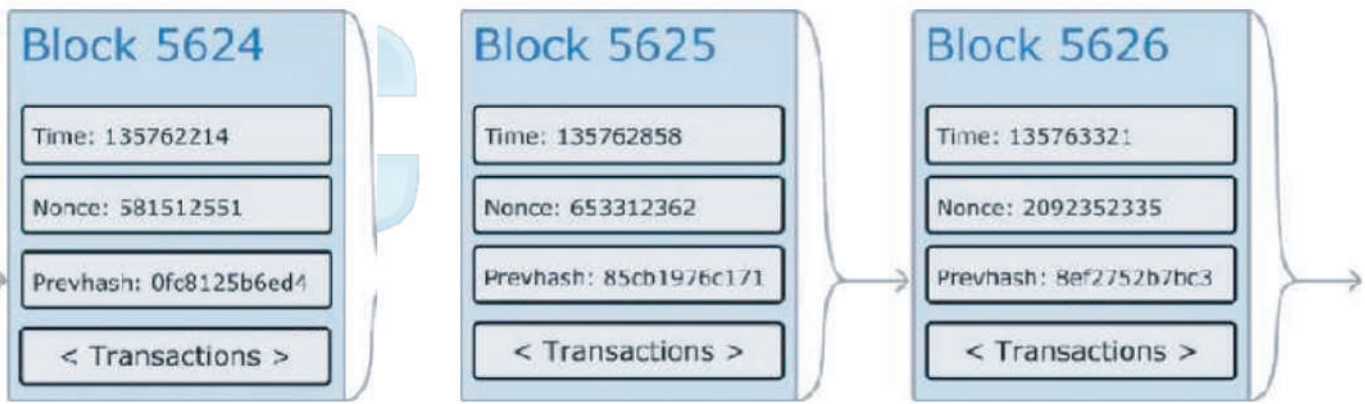 Block 5624
Time: 135762214
Nonce: 581512551
Prevhash: 0fc8125b6ed4
< Transactions >
Block 5625
Time: 135762858
Nonce: 653312362
Prevhash: 85cb1976c171
< Transactions >
Block 5626
Time: 135763321
Nonce: 2092352335
Prevhash: 8ef2752b7bc3
< Transactions >